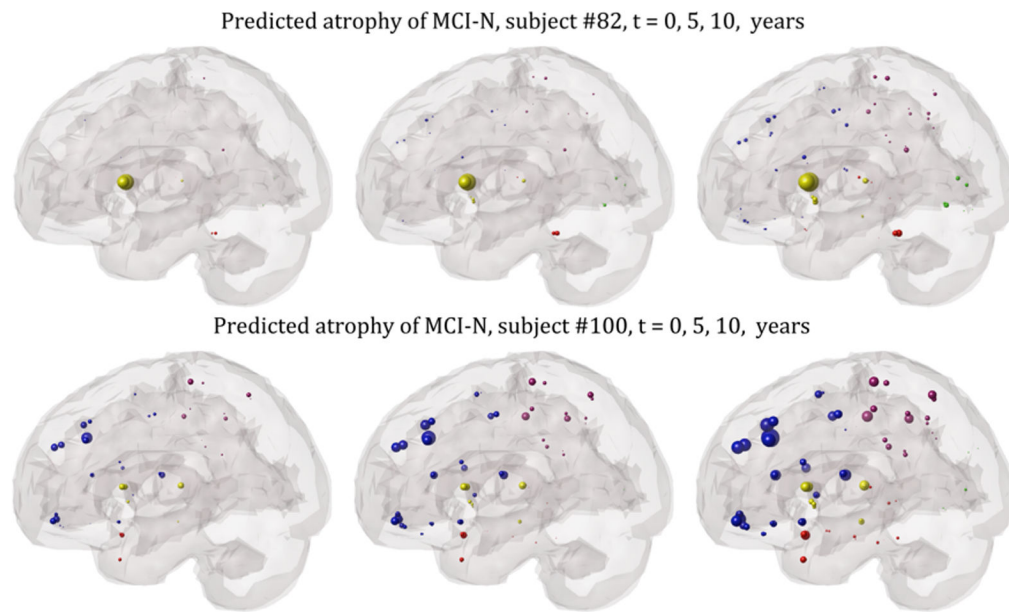 Predicted atrophy of MCI-N, subject #82, t = 0, 5, 10,  years
Predicted atrophy of MCI-N, subject #100, t = 0, 5, 10,  years